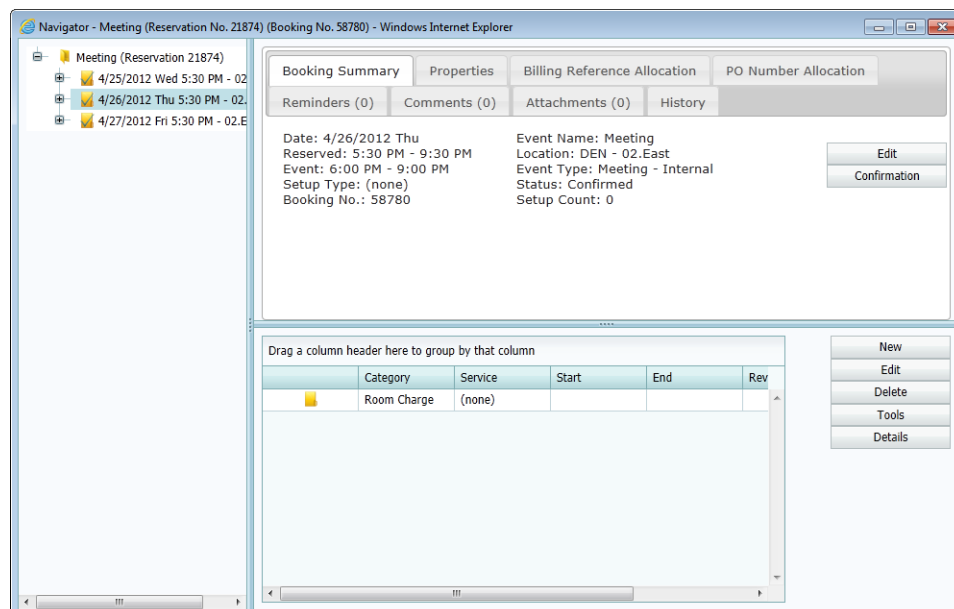 Navigator - Meeting (Reservation No. 21874) (Booking No. 58780) - Windows Internet Explorer
Meeting (Reservation 21874)
4/25/2012 Wed 5:30 PM - 02
4/26/2012 Thu 5:30 PM - 02.
4/27/2012 Fri 5:30 PM - 02.E
Booking Summary Properties Billing Reference Allocation PO Number Allocation
Reminders (0) Comments (0) Attachments (0) History
Date: 4/26/2012 Thu
Reserved: 5:30 PM - 9:30 PM
Event: 6:00 PM - 9:00 PM
Setup Type: (none)
Booking No.: 58780
Event Name: Meeting
Location: DEN - 02.East
Event Type: Meeting - Internal
Status: Confirmed
Setup Count: 0
Edit
Confirmation
Drag a column header here to group by that column
Category Service Start End Rev
Room Charge (none)
New
Edit
Delete
Tools
Details